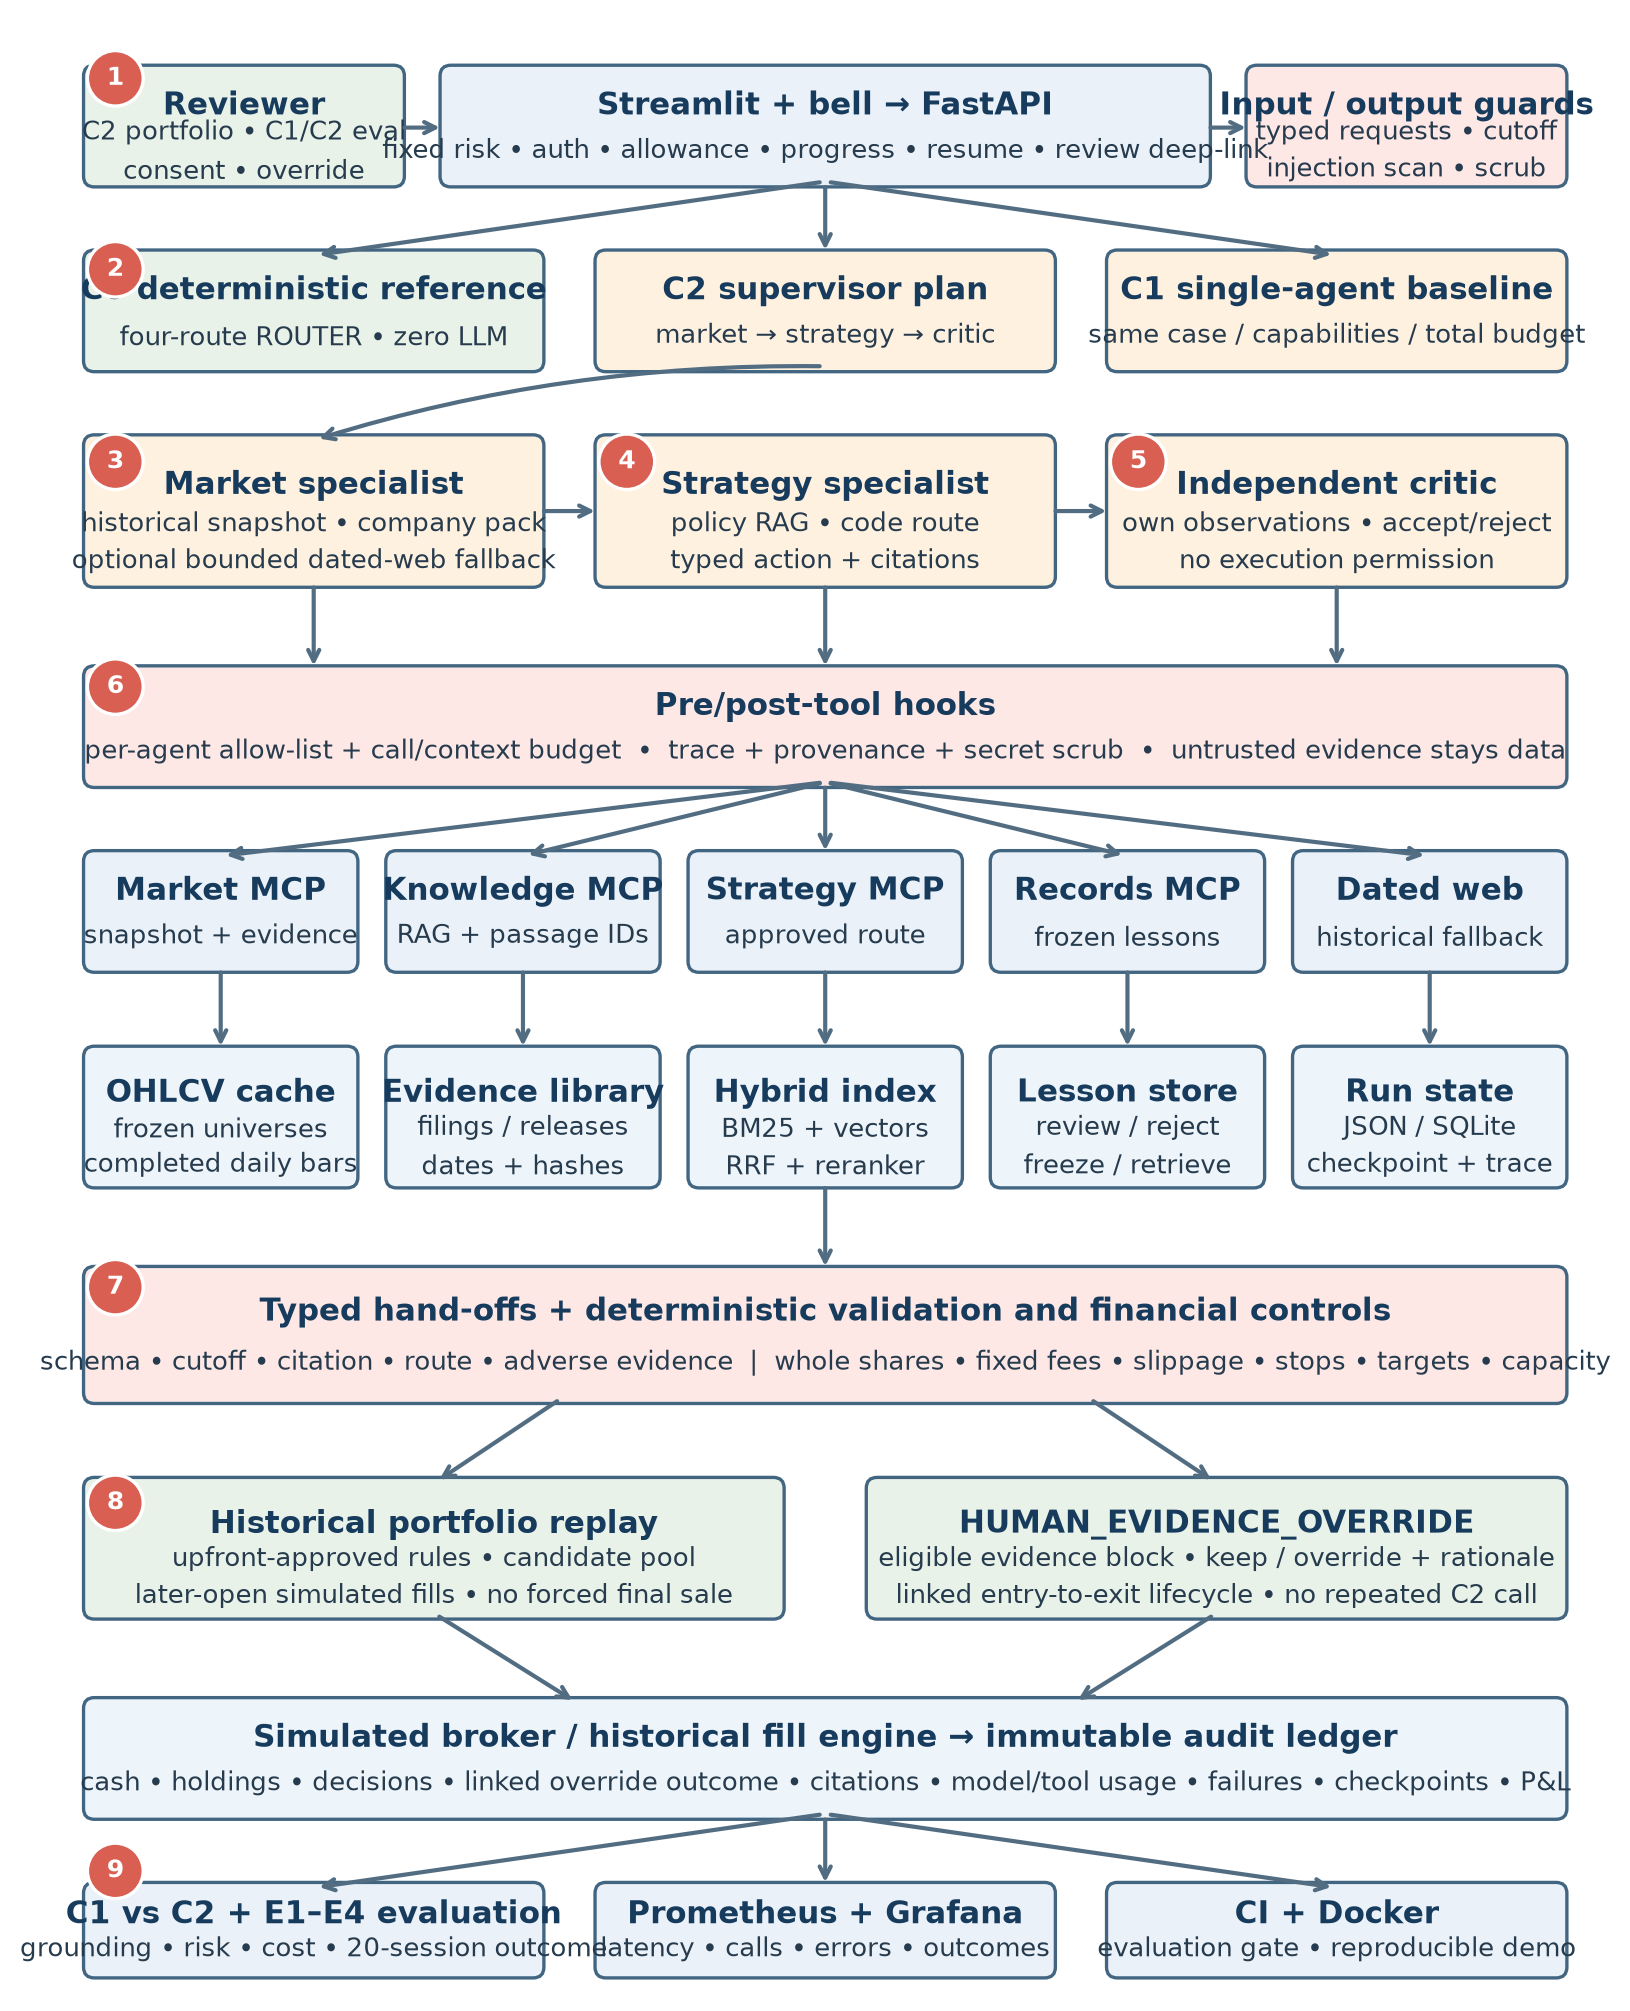 1
Reviewer
C2 portfolio • C1/C2 eval
consent • override
Streamlit + bell → FastAPI
fixed risk • auth • allowance • progress • resume • review deep-link
Input / output guards
typed requests • cutoff
injection scan • scrub
2
deterministic reference
four-route ROUTER • zero LLM
C2 supervisor plan
market → strategy → critic
C1 single-agent baseline
same case / capabilities / total budget
3
Market specialist
historical snapshot • company pack
optional bounded dated-web fallback
4
Strategy specialist
policy RAG • code route
typed action + citations
5
Independent critic
own observations • accept/reject
no execution permission
6
Pre/post-tool hooks
per-agent allow-list + call/context budget • trace + provenance + secret scrub • untrusted evidence stays data
Market MCP
snapshot + evidence
Knowledge MCP
RAG + passage IDs
Strategy MCP
approved route
Records MCP
frozen lessons
Dated web
historical fallback
OHLCV cache
frozen universes
completed daily bars
Evidence library
filings / releases
dates + hashes
Hybrid index
BM25 + vectors
RRF + reranker
Lesson store
review / reject
freeze / retrieve
Run state
JSON / SQLite
checkpoint + trace
7
Typed hand-offs + deterministic validation and financial controls
schema • cutoff • citation • route • adverse evidence | whole shares • fixed fees • slippage • stops • targets • capacity
8
Historical portfolio replay
upfront-approved rules • candidate pool
later-open simulated fills • no forced final sale
HUMAN_EVIDENCE_OVERRIDE
eligible evidence block • keep / override + rationale
linked entry-to-exit lifecycle • no repeated C2 call
Simulated broker / historical fill engine → immutable audit ledger
cash • holdings • decisions • linked override outcome • citations • model/tool usage • failures • checkpoints • P&L
9
C1 vs C2 + E1–E4 evaluation
grounding • risk • cost • 20-session outcome
Prometheus + Grafana
latency • calls • errors • outcomes
CI + Docker
evaluation gate • reproducible demo